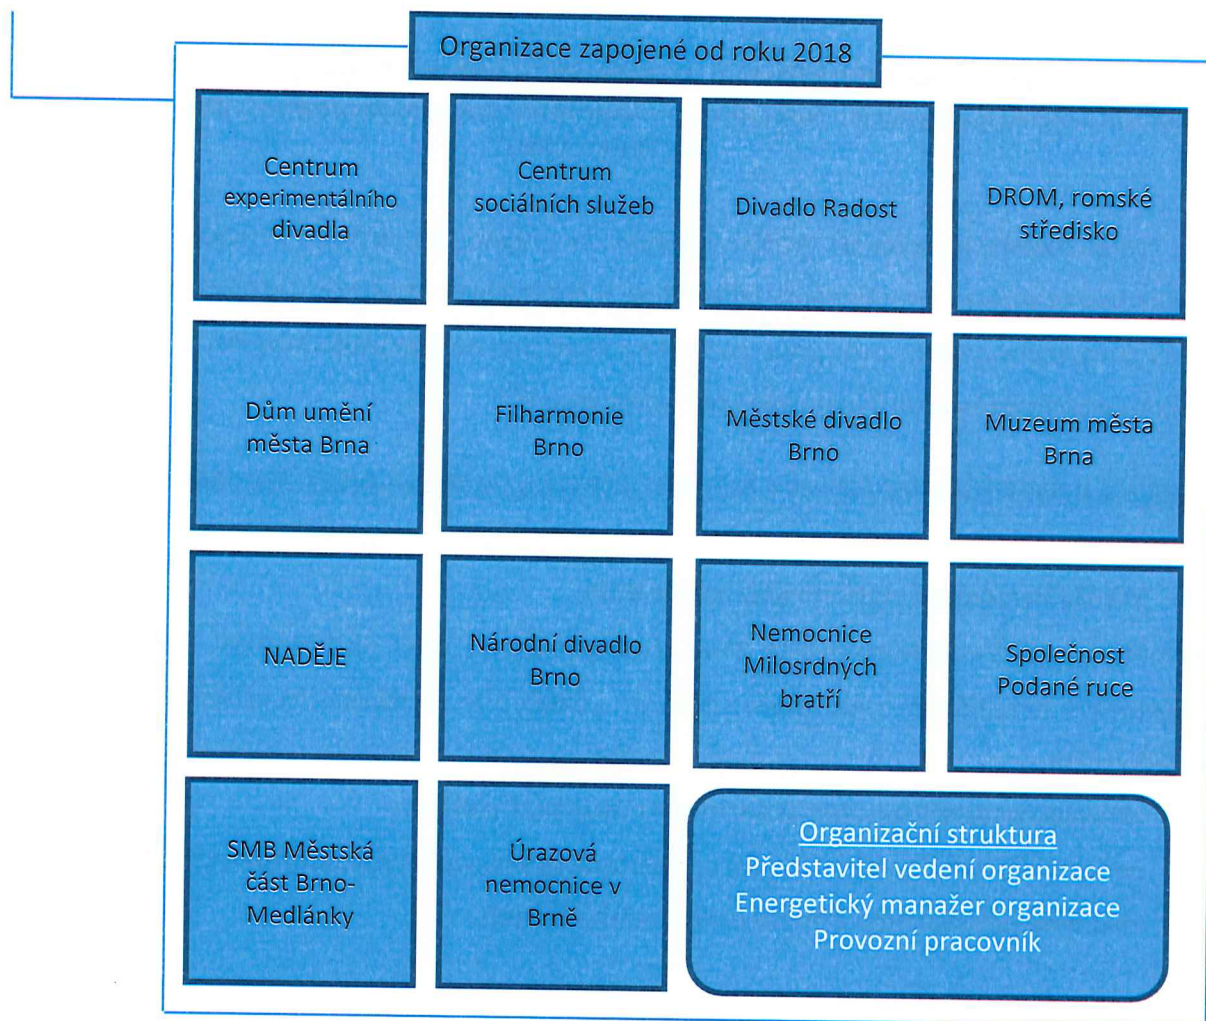 Organizace zapojené od roku 2018
Centrum
experimentálního
divadla
Centrum
sociálních služeb
Divadlo Radost
DROM, romské
středisko
Dům umění
města Brna
Filharmonie
Brno
Městské divadlo
Brno
Muzeum města
Brna
NADĚJE
Národní divadlo
Brno
Nemocnice
Milosrdných
bratří
Společnost
Podané ruce
SMB Městská
část Brno-
Medlánky
Úrazová
nemocnice v
Brně
Organizační struktura
Představitel vedení organizace
Energetický manažer organizace
Provozní pracovník